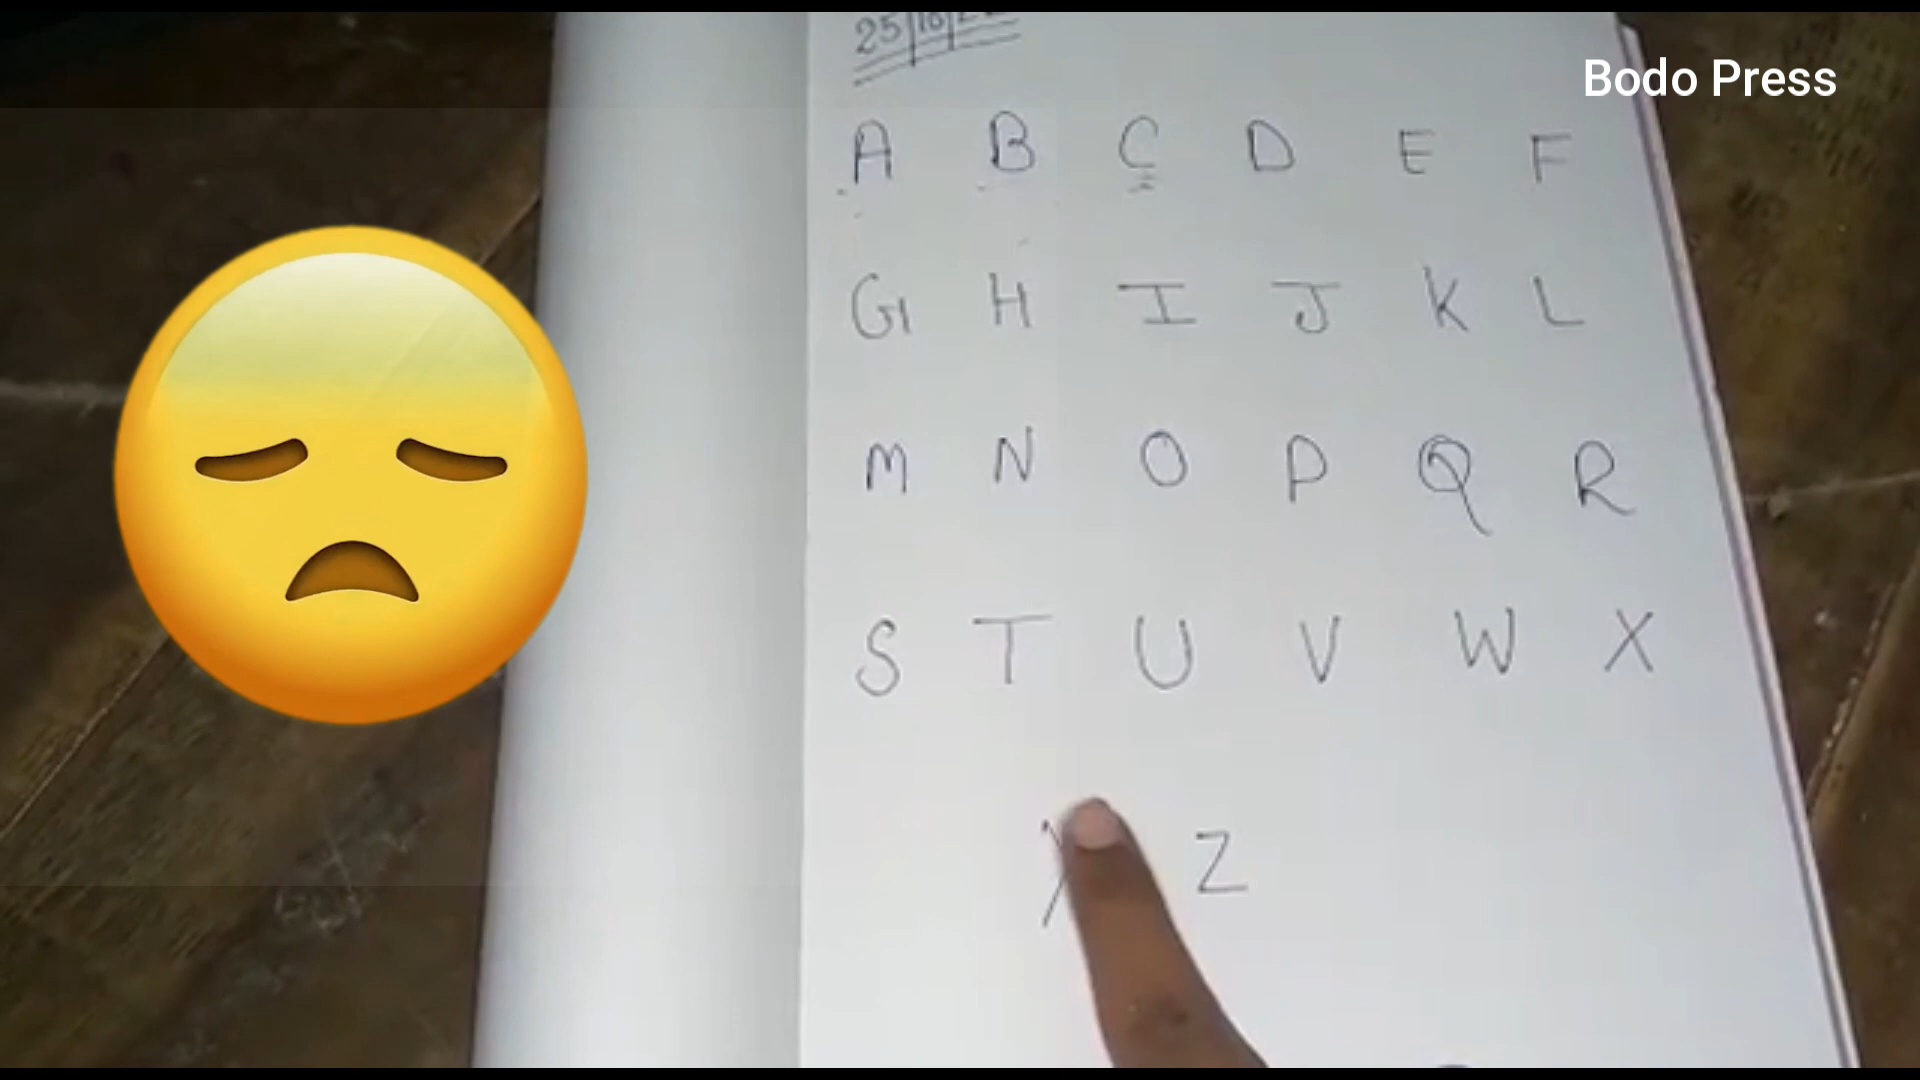 Bodo Press
A B C D E F
G H I J K L
M N O P Q R
S T U V W X
Z